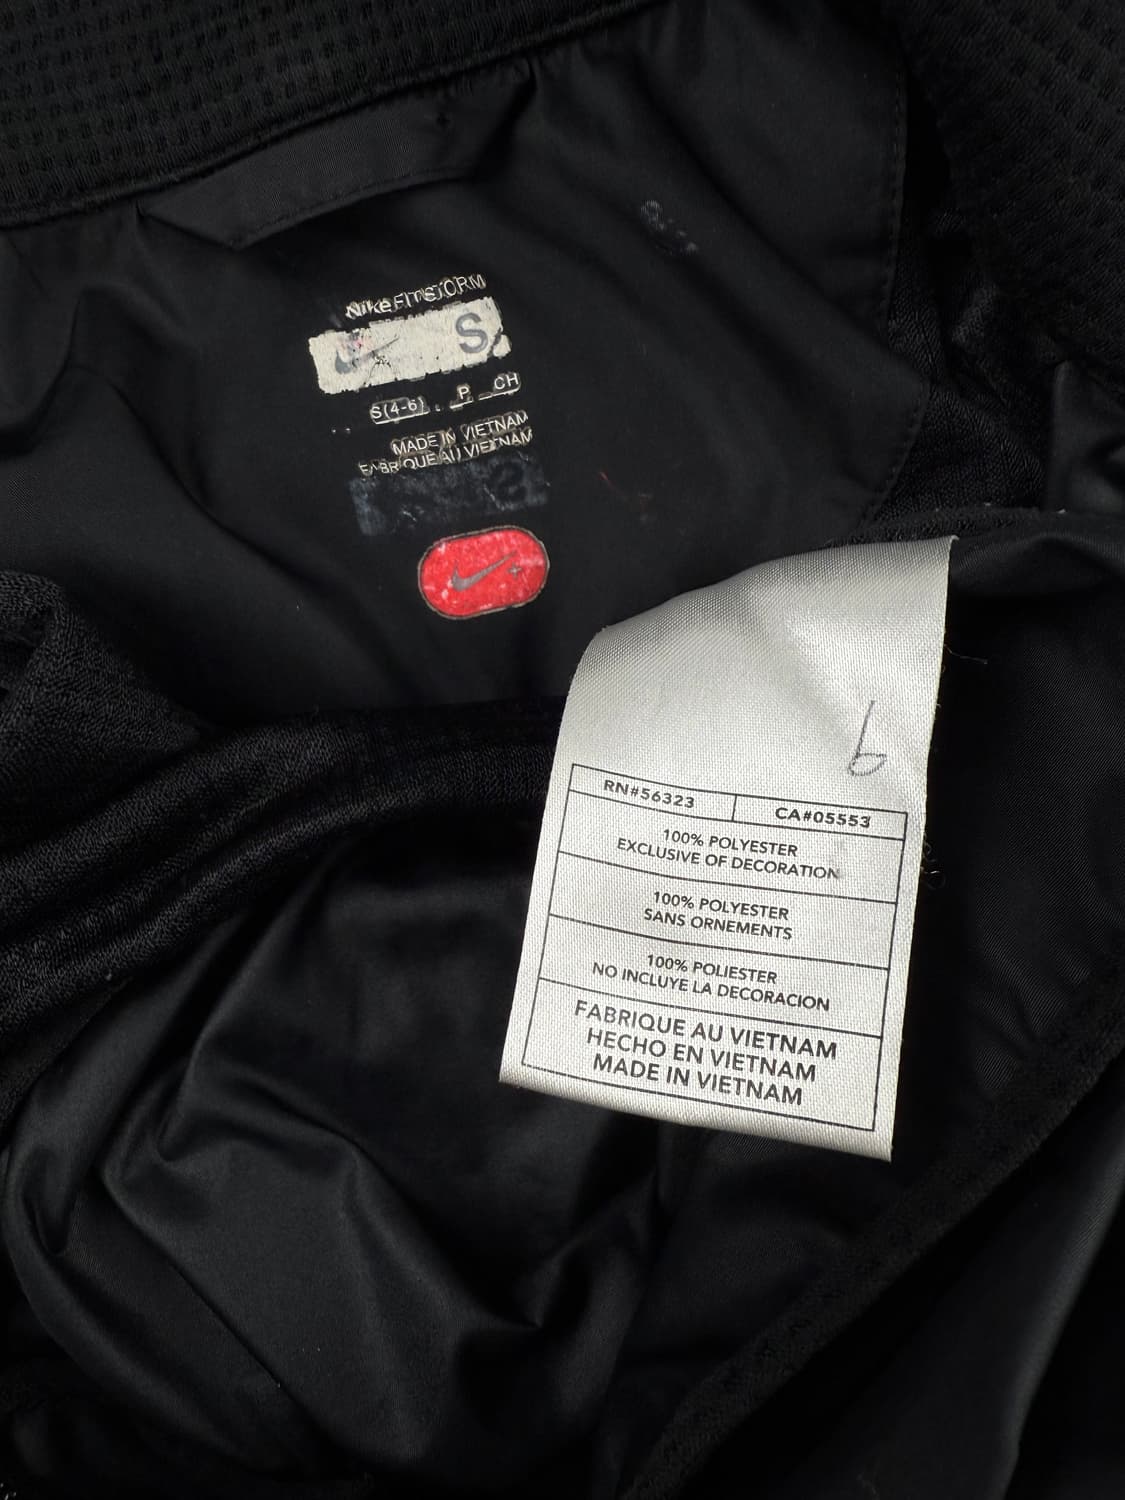 Nike FIT STORM
S
S(4-6) P CH
MADE IN VIETNAM
FABRIQUE AU VIETNAM
6
RN#56323
CA#05553
100% POLYESTER
EXCLUSIVE OF DECORATION
100% POLYESTER
SANS ORNEMENTS
100% POLIESTER
NO INCLUYE LA DECORACION
FABRIQUE AU VIETNAM
HECHO EN VIETNAM
MADE IN VIETNAM